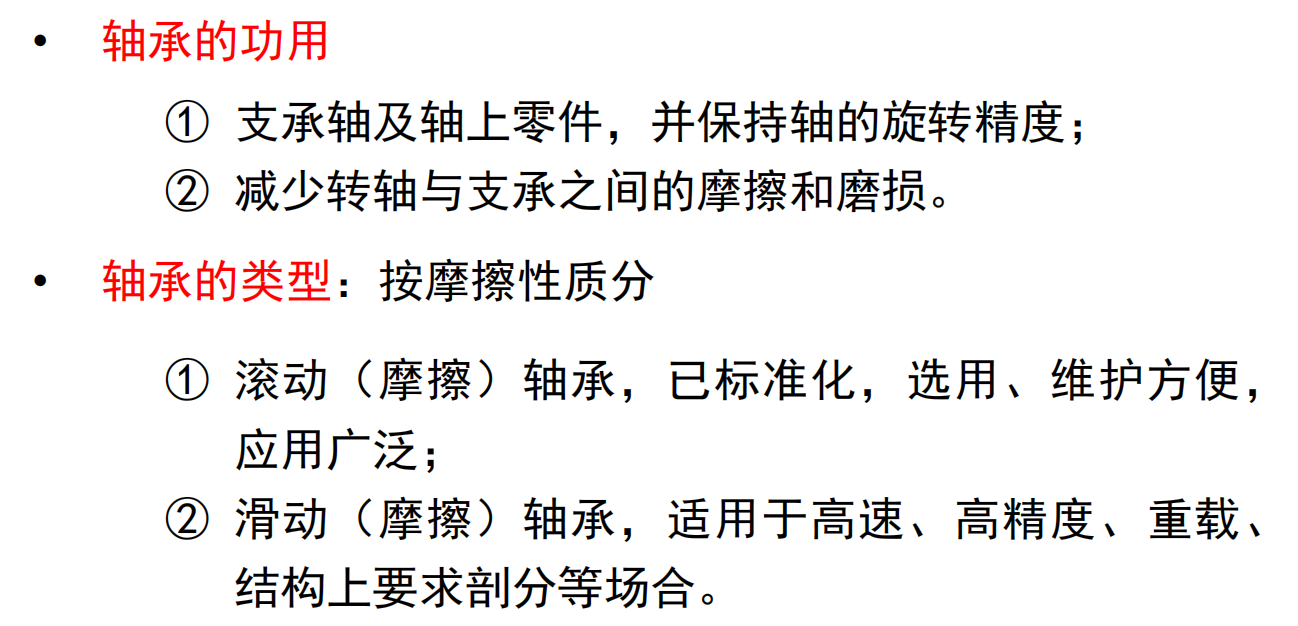 • 轴承的功用
① 支承轴及轴上零件，并保持轴的旋转精度；
② 减少转轴与支承之间的摩擦和磨损。
• 轴承的类型：按摩擦性质分
① 滚动（摩擦）轴承，已标准化，选用、维护方便，
应用广泛；
② 滑动（摩擦）轴承，适用于高速、高精度、重载、
结构上要求剖分等场合。